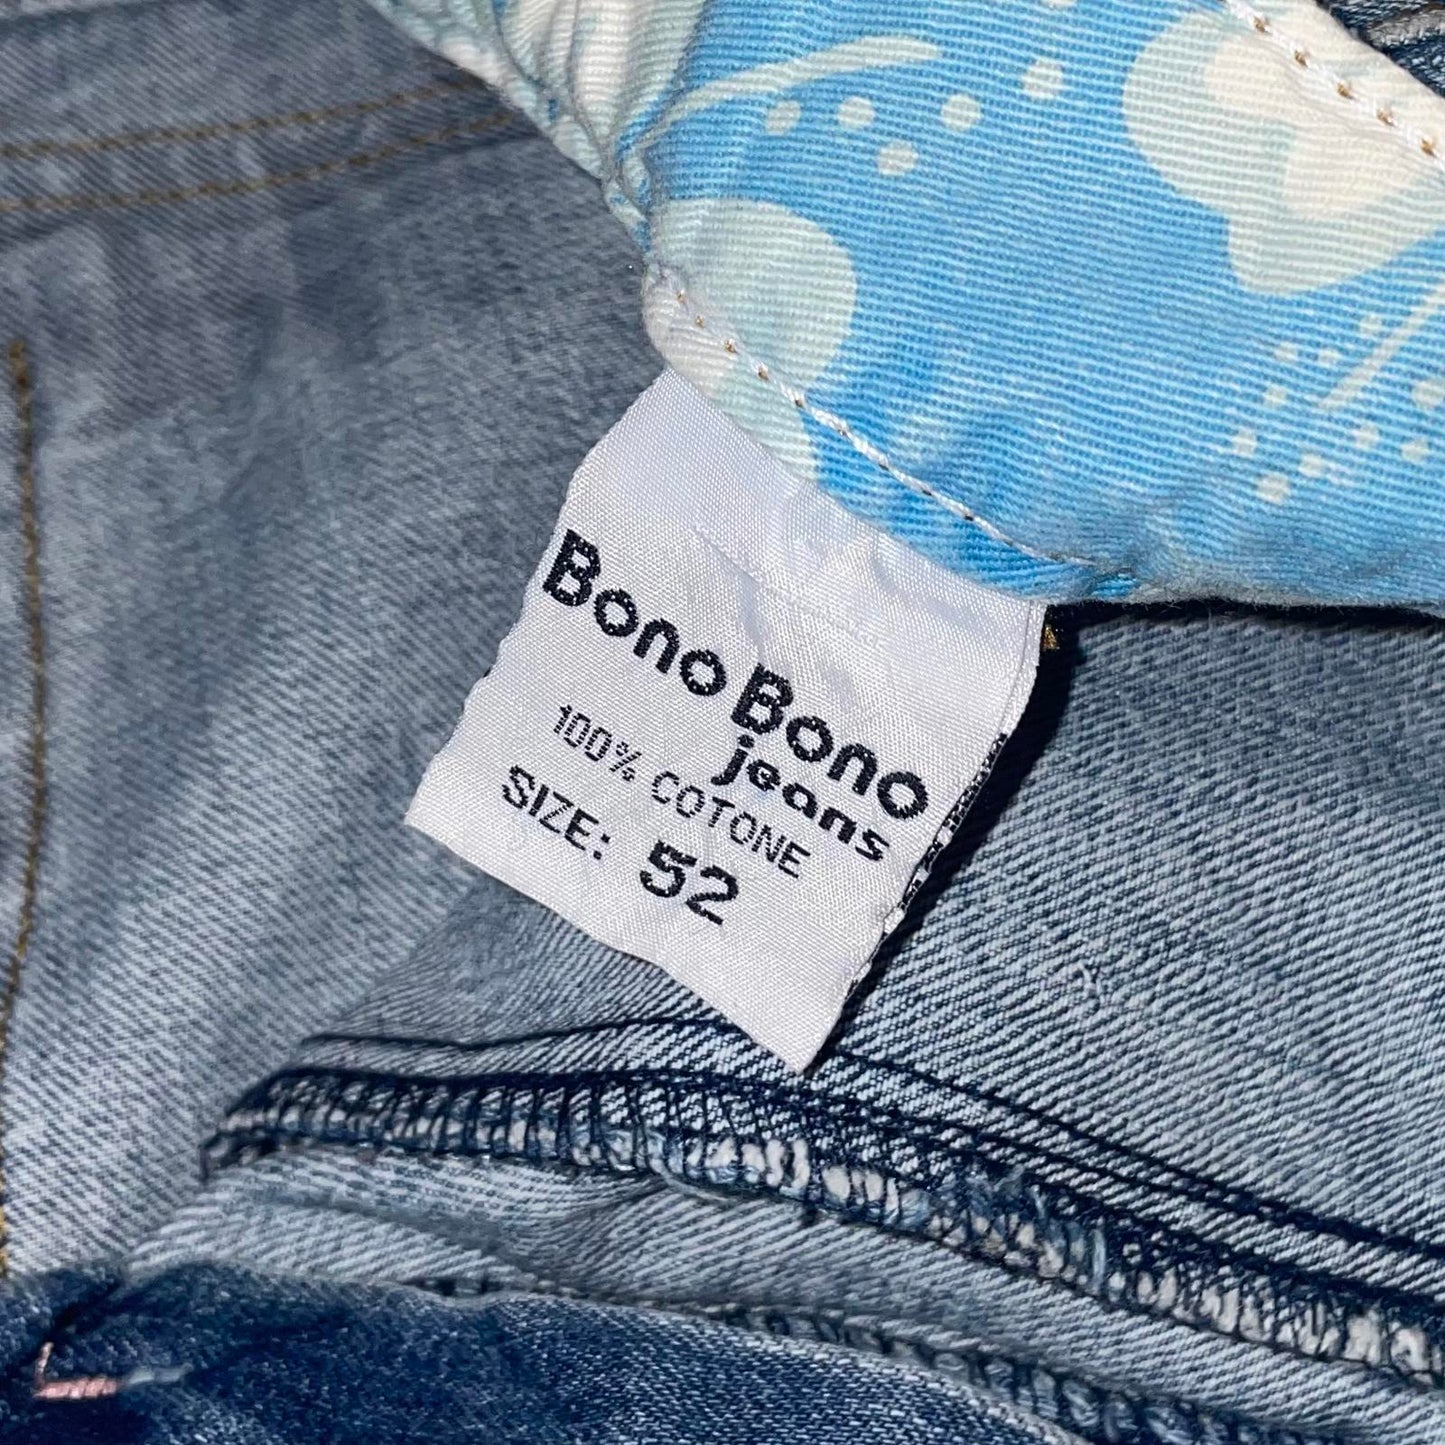 Bono Bono
jeans
100% COTONE
SIZE: 52